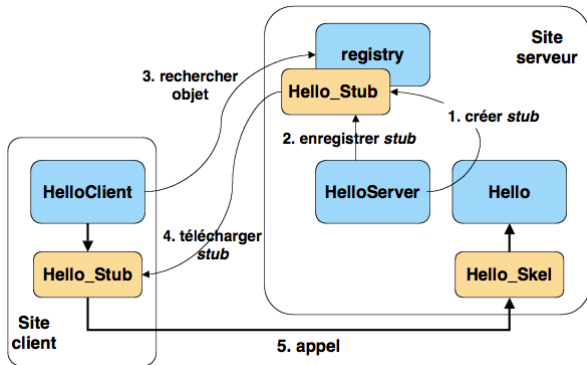 Site
serveur
registry
3. rechercher
objet
Hello_Stub
1. créer stub
2. enregistrer stub
HelloClient
HelloServer
Hello
4. télécharger
stub
Hello_Stub
Hello_Skel
Site
client
5. appel